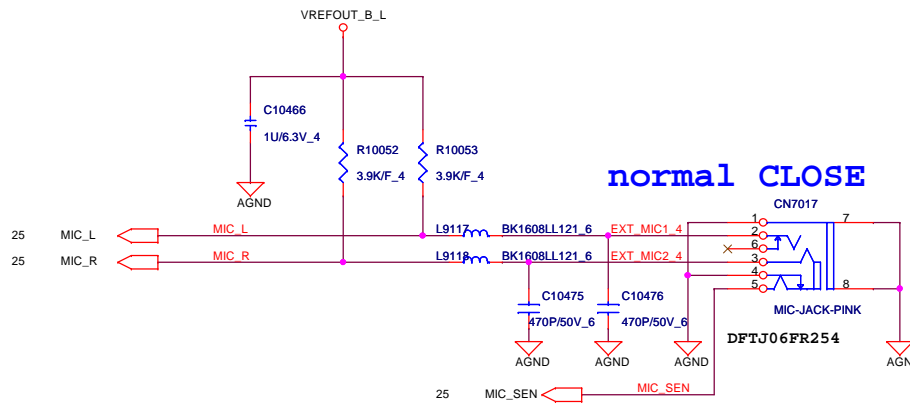 VREFOUT_B_L
C10466
1U/6.3V_4
R10052
3.9K/F_4
R10053
3.9K/F_4
AGND
normal CLOSE
CN7017
1
7
25 MIC_L MIC_L L9117 BK1608LL121_6 EXT_MIC1_4 2
6
25 MIC_R MIC_R L9118 BK1608LL121_6 EXT_MIC2_4 3
4
5
8
C10475
470P/50V_6
C10476
470P/50V_6
MIC-JACK-PINK
DFTJ06FR254
AGND
AGND
AGND
AGN
25 MIC_SEN MIC_SEN